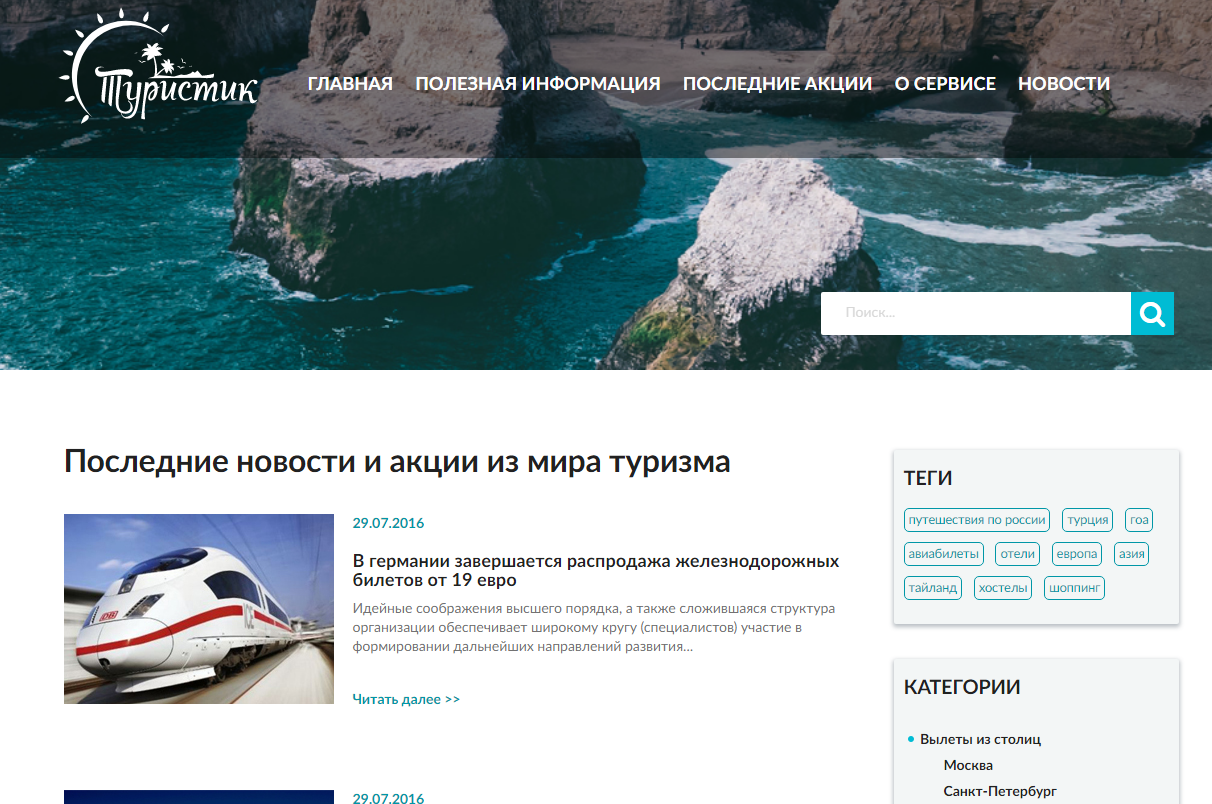 Туристик
ГЛАВНАЯ ПОЛЕЗНАЯ ИНФОРМАЦИЯ ПОСЛЕДНИЕ АКЦИИ О СЕРВИСЕ НОВОСТИ
Поиск...
Последние новости и акции из мира туризма
29.07.2016
В германии завершается распродажа железнодорожных
билетов от 19 евро
Идейные соображения высшего порядка, а также сложившаяся структура
организации обеспечивает широкому кругу (специалистов) участие в
формировании дальнейших направлений развития...
Читать далее >>
ICE
DB
29.07.2016
ТЕГИ
путешествия по россии турция гоа
авиабилеты отели европа азия
тайланд хостелы шоппинг
КАТЕГОРИИ
Вылеты из столиц
Москва
Санкт-Петербург